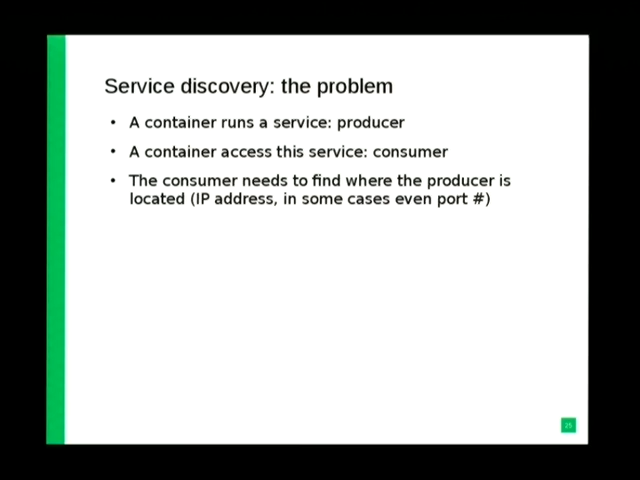 Service discovery: the problem
• A container runs a service: producer
• A container access this service: consumer
• The consumer needs to find where the producer is
located (IP address, in some cases even port #)
25